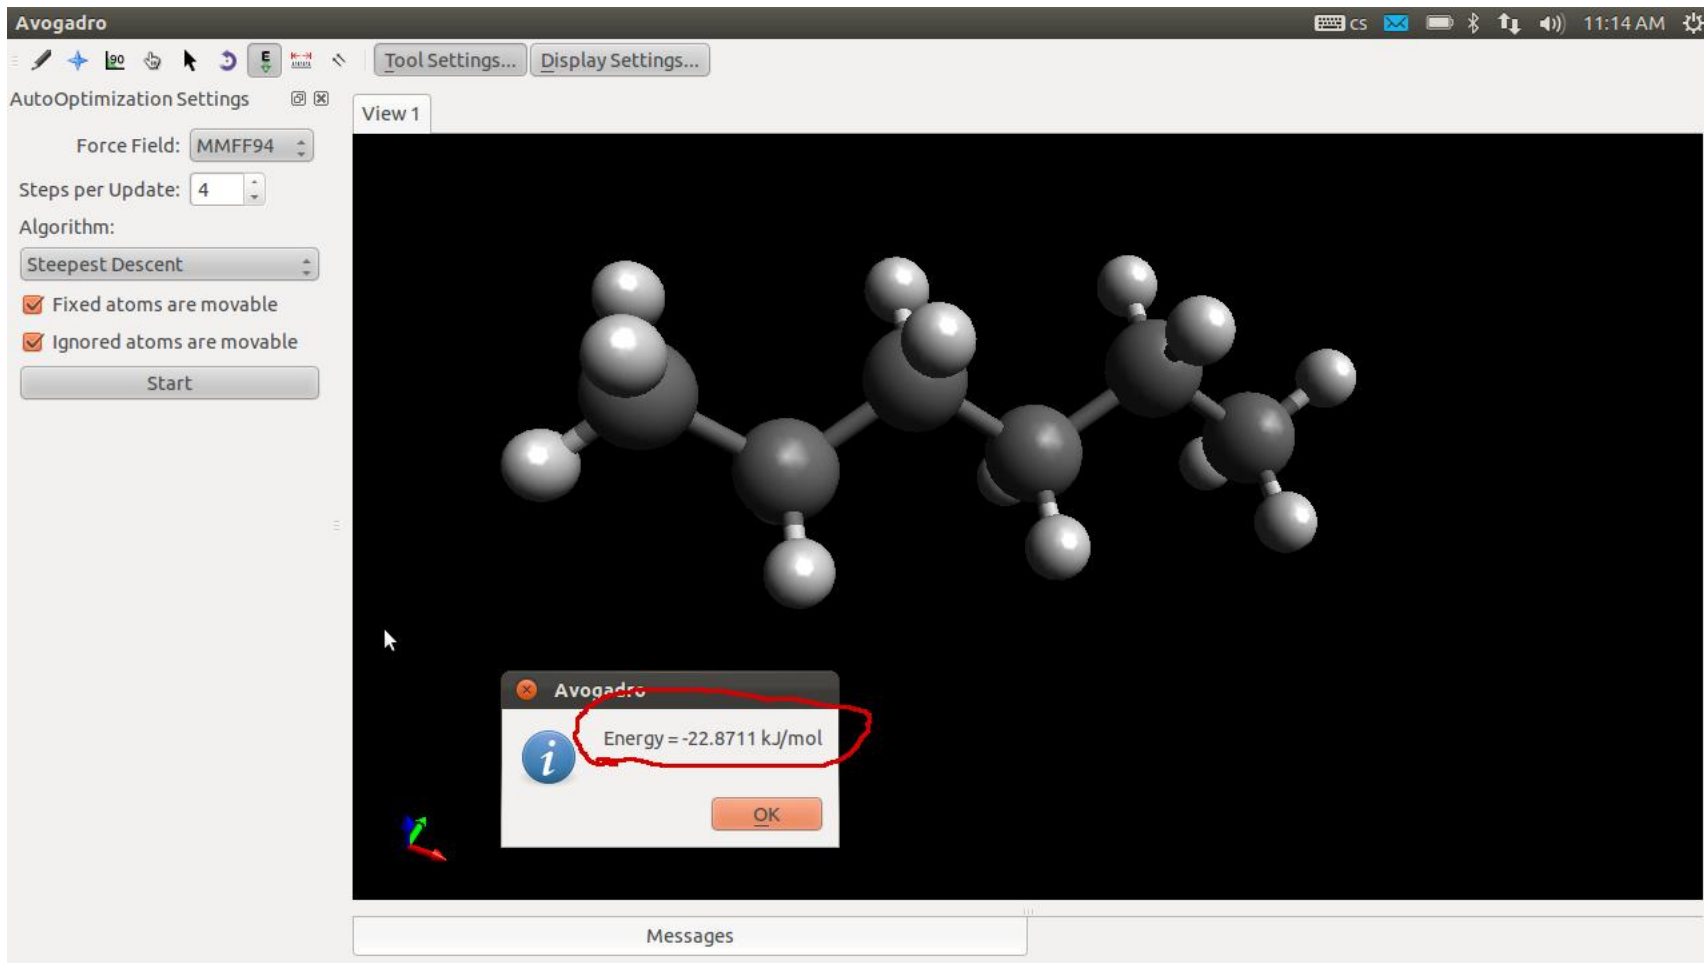 Avogadro
cs
11:14 AM
90
E
Tool Settings...
Display Settings...
AutoOptimization Settings
View 1
Force Field: MMFF94
Steps per Update: 4
Algorithm:
Steepest Descent
Fixed atoms are movable
Ignored atoms are movable
Start
Avogadro
i
Energy = -22.8711 kJ/mol
OK
Messages